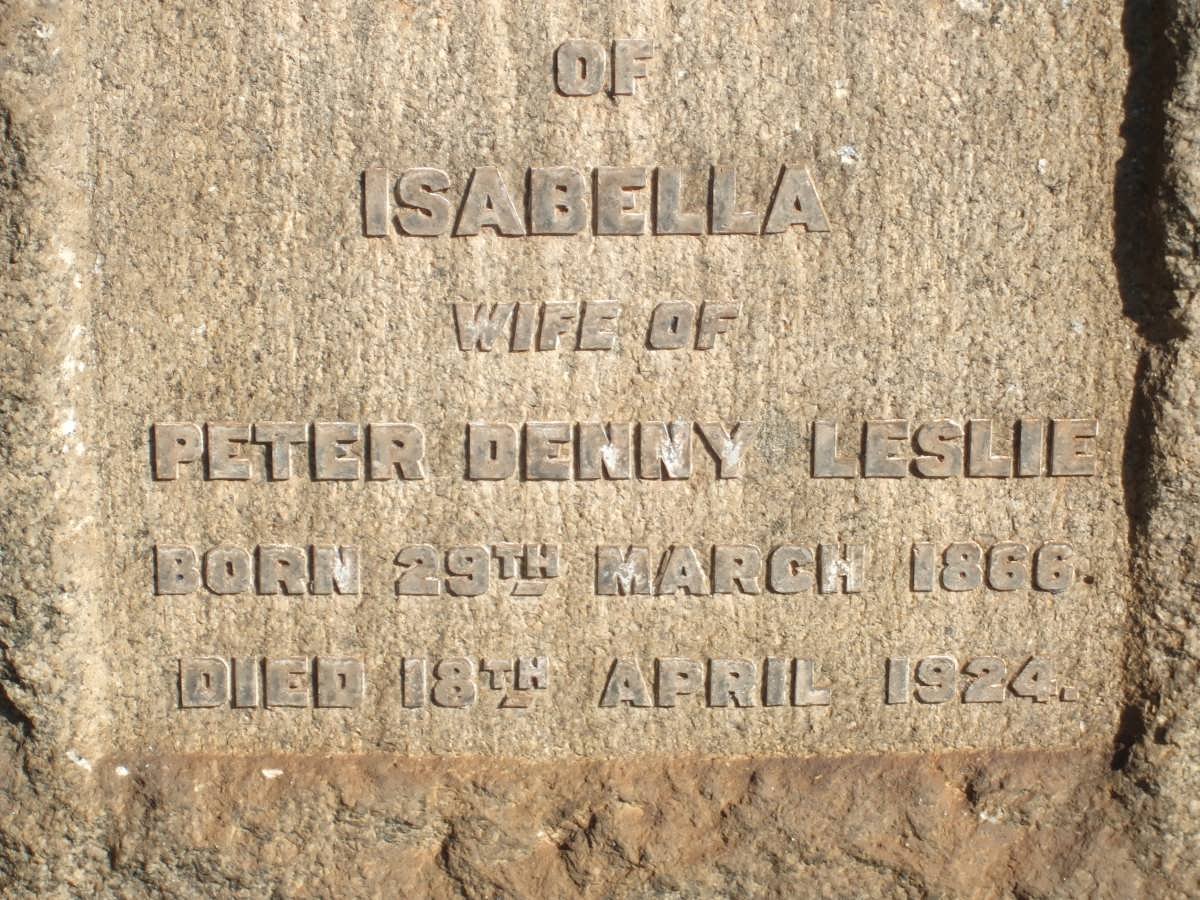 OF
ISABELLA
WIFE OF
PETER DENNY LESLIE
BORN 29TH MARCH 1866.
DIED 18TH APRIL 1924.